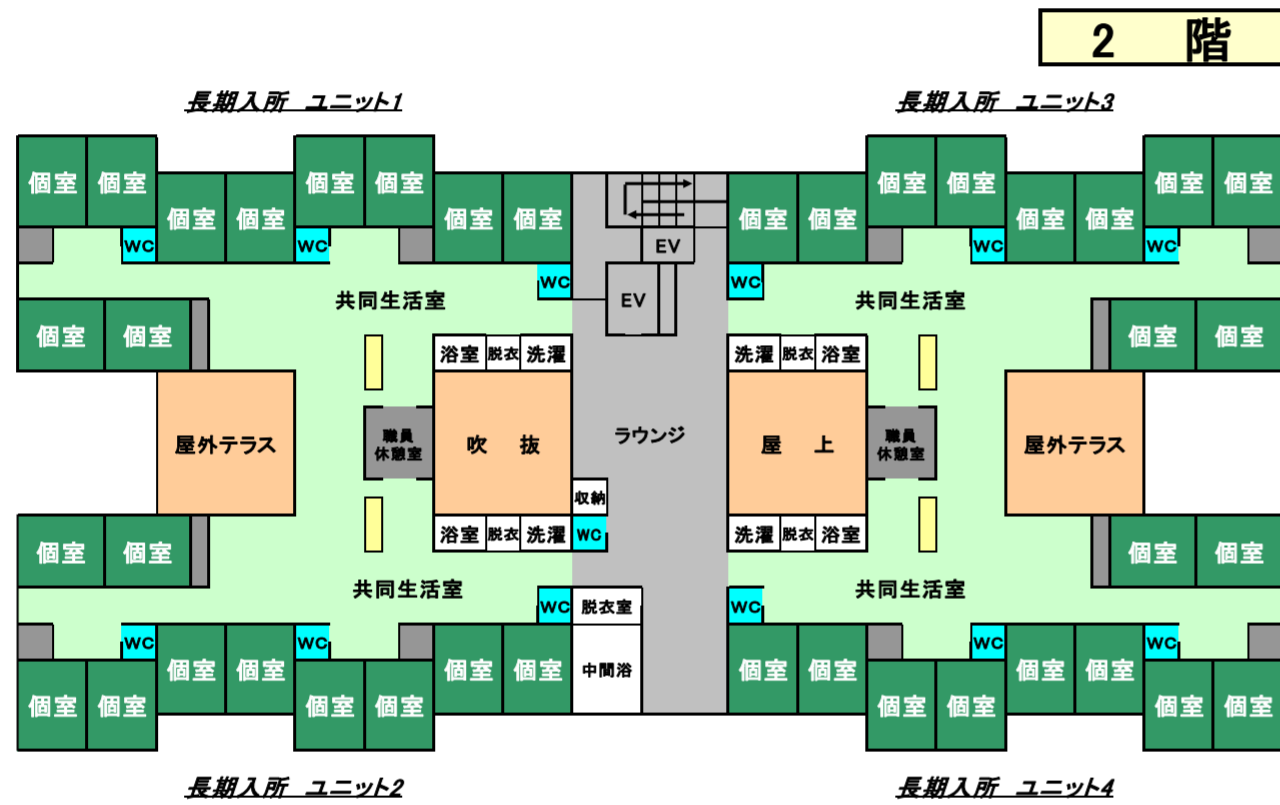 2 階
長期入所 ユニット1
長期入所 ユニット3
個室 個室 個室 個室 個室 個室 個室 個室
個室 個室 個室 個室 個室 個室 個室 個室
WC WC EV WC WC
WC EV WC
共同生活室 共同生活室
個室 個室 個室 個室
浴室 脱衣 洗濯 洗濯 脱衣 浴室
屋外テラス
職員
休憩室
吹 抜
ラウンジ
屋 上
職員
休憩室
屋外テラス
収納
浴室 脱衣 洗濯 WC 洗濯 脱衣 浴室
個室 個室 個室 個室
共同生活室 共同生活室
WC 脱衣室 WC
WC WC WC WC
中間浴
個室 個室 個室 個室 個室 個室 個室 個室
個室 個室 個室 個室 個室 個室 個室 個室
長期入所 ユニット2
長期入所 ユニット4